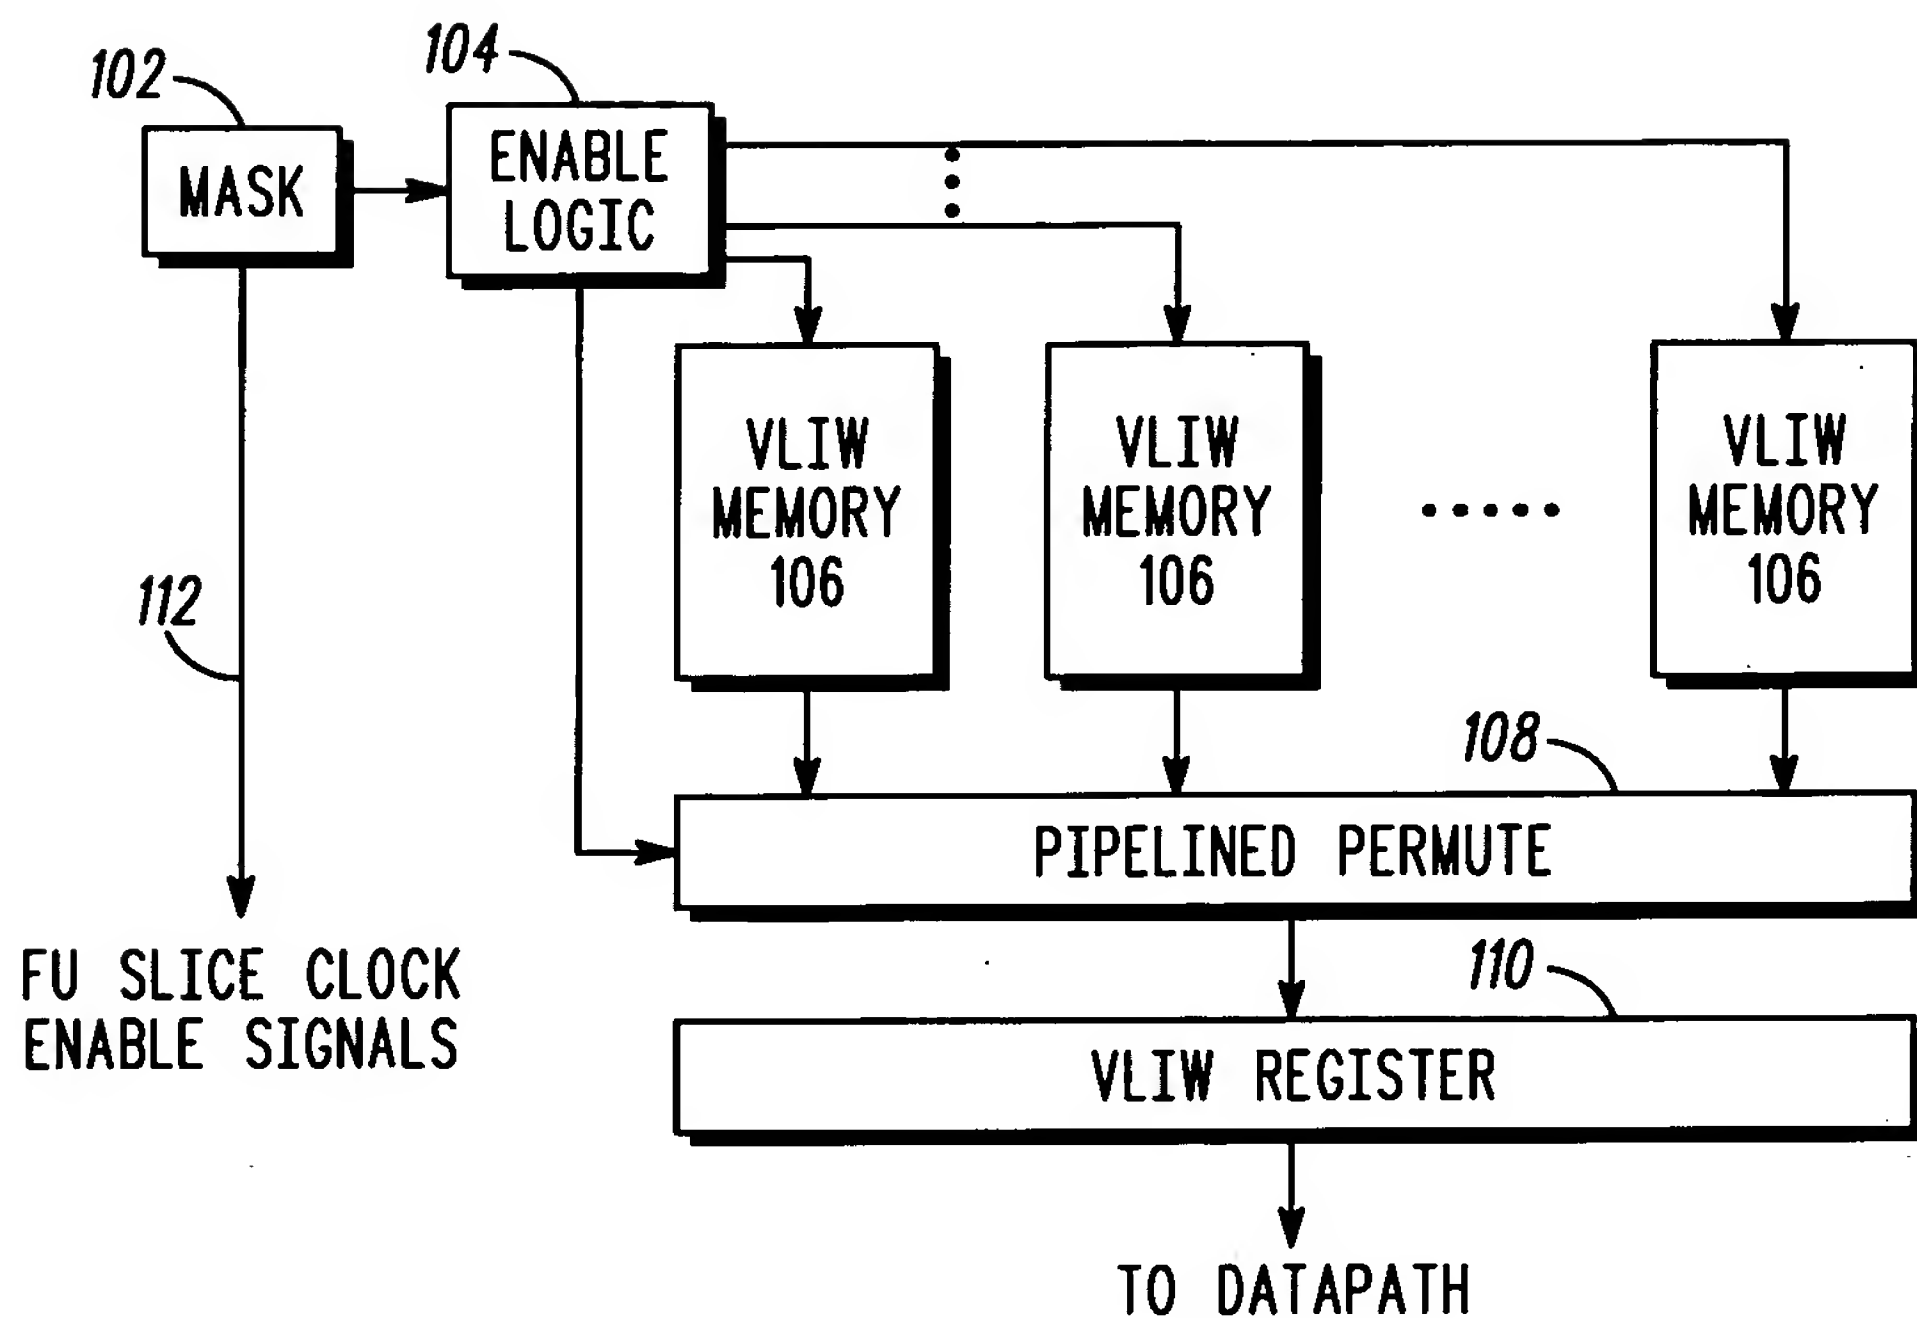 102
104
MASK
ENABLE
LOGIC
VLIW
MEMORY
106
VLIW
MEMORY
106
VLIW
MEMORY
106
112
108
PIPELINED PERMUTE
FU SLICE CLOCK
ENABLE SIGNALS
110
VLIW REGISTER
TO DATAPATH